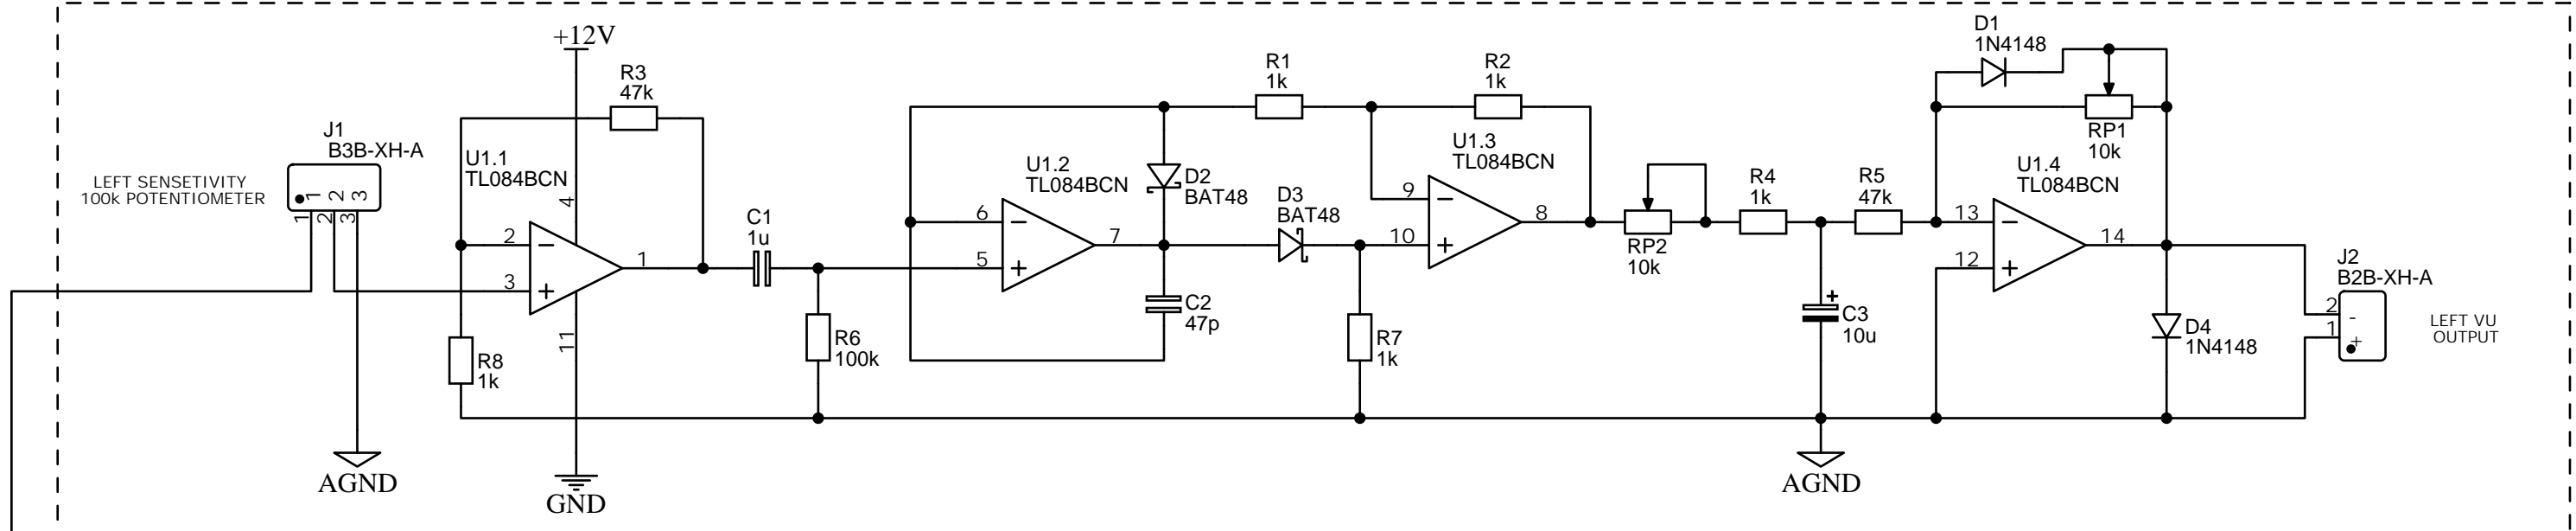 +12V
D1
1N4148
R3
47k
R1
1k
R2
1k
J1
B3B-XH-A
RP1
10k
LEFT SENSETIVITY
100k POTENTIOMETER
1
2
3
1
2
3
U1.1
TL084BCN
4
2
3
1
11
R8
1k
C1
1u
R6
100k
U1.2
TL084BCN
6
5
7
D2
BAT48
C2
47p
D3
BAT48
R7
1k
U1.3
TL084BCN
9
10
8
RP2
10k
R4
1k
R5
47k
+
C3
10u
U1.4
TL084BCN
13
12
14
D4
1N4148
J2
B2B-XH-A
2
-
1
+
LEFT VU
OUTPUT
AGND
GND
AGND